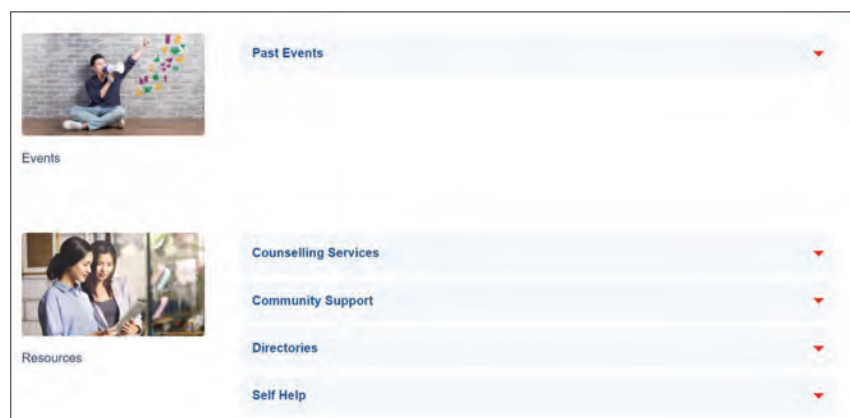 Past Events
Events
Counselling Services
Community Support
Directories
Resources
Self Help